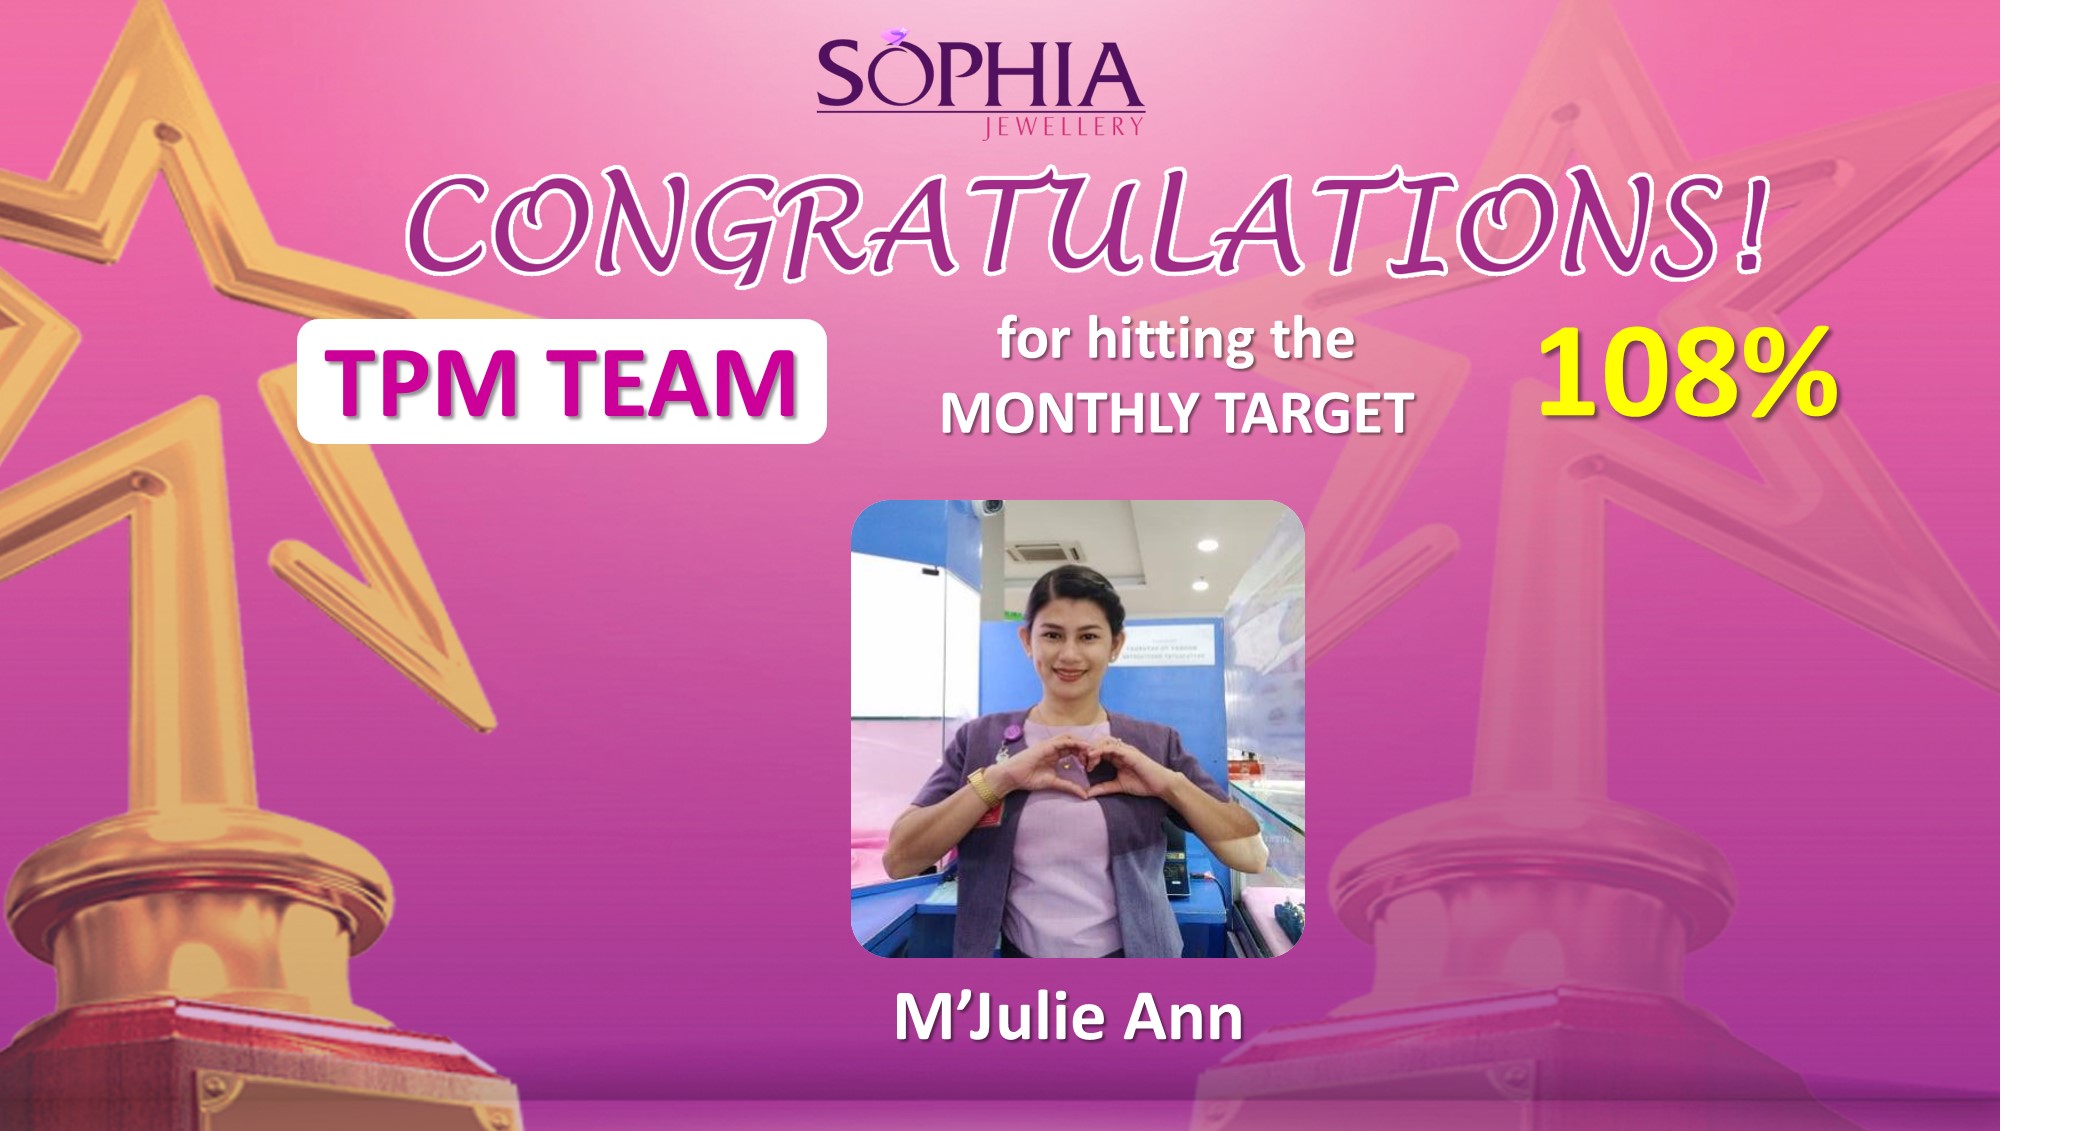 SOPHIA
JEWELLERY
CONGRATULATIONS!
TPM TEAM
for hitting the
MONTHLY TARGET
108%
M’Julie Ann